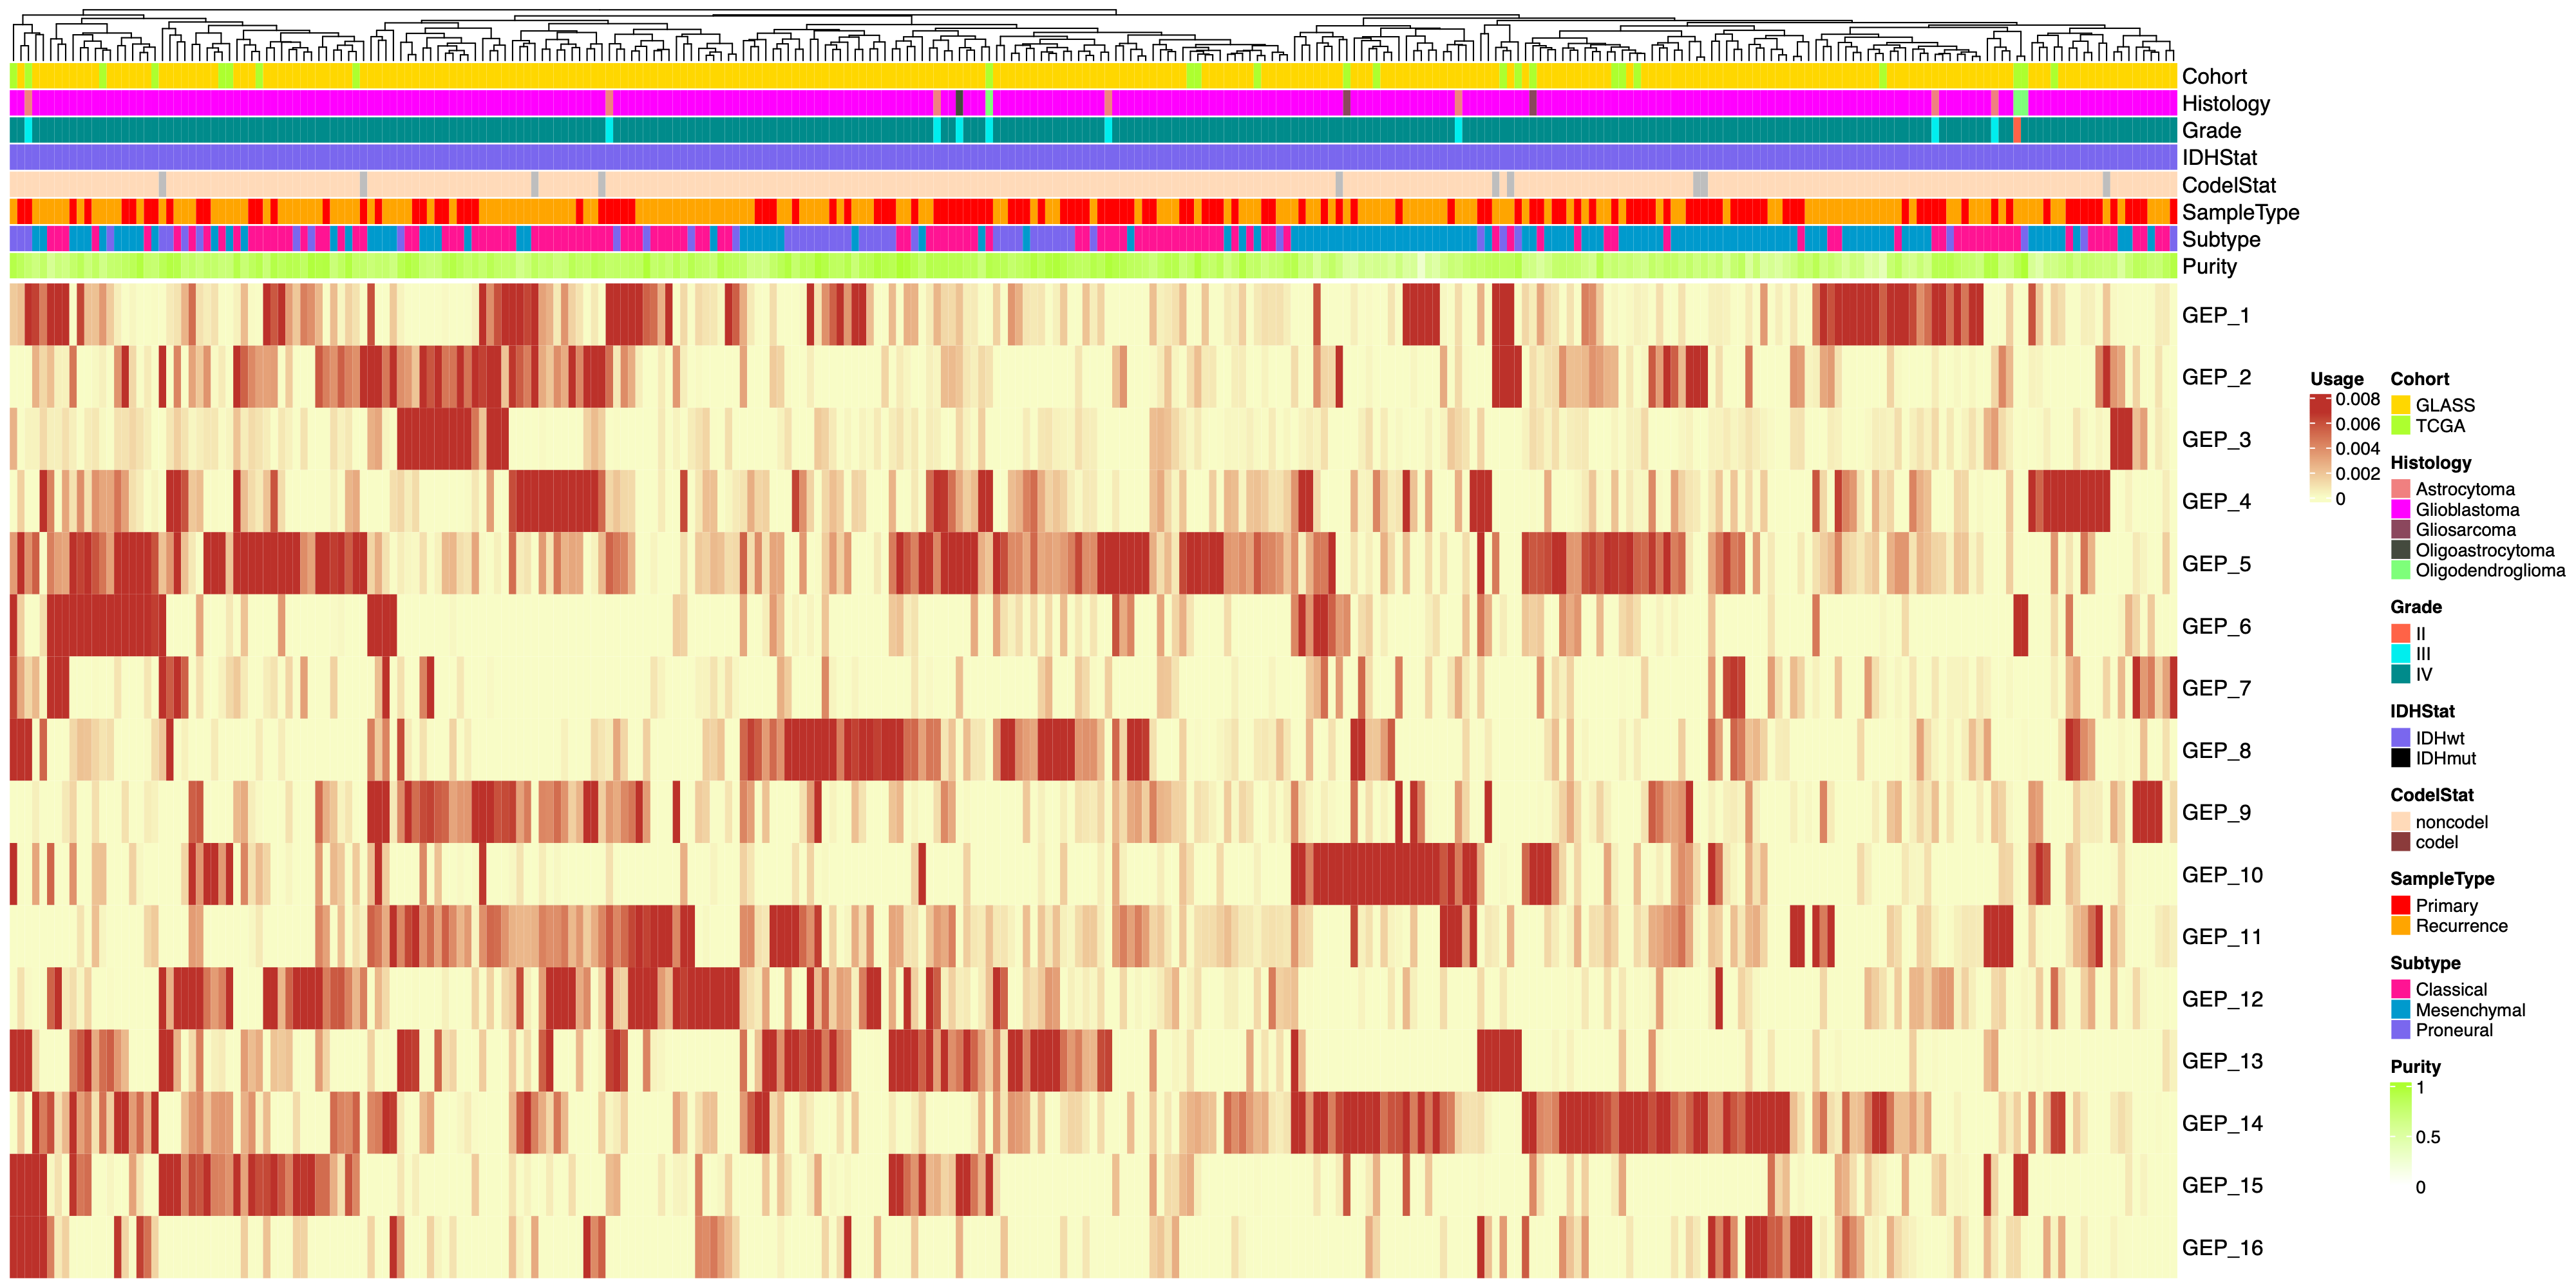 Cohort
Histology
Grade
IDHStat
CodelStat
SampleType
Subtype
Purity
GEP_1
GEP_2
GEP_3
GEP_4
GEP_5
GEP_6
GEP_7
GEP_8
GEP_9
GEP_10
GEP_11
GEP_12
GEP_13
GEP_14
GEP_15
GEP_16
Usage
0.008
0.006
0.004
0.002
0
Cohort
GLASS
TCGA
Histology
Astrocytoma
Glioblastoma
Gliosarcoma
Oligoastrocytoma
Oligodendroglioma
Grade
II
III
IV
IDHStat
IDHwt
IDHmut
CodelStat
noncodel
codel
SampleType
Primary
Recurrence
Subtype
Classical
Mesenchymal
Proneural
Purity
1
0.5
0